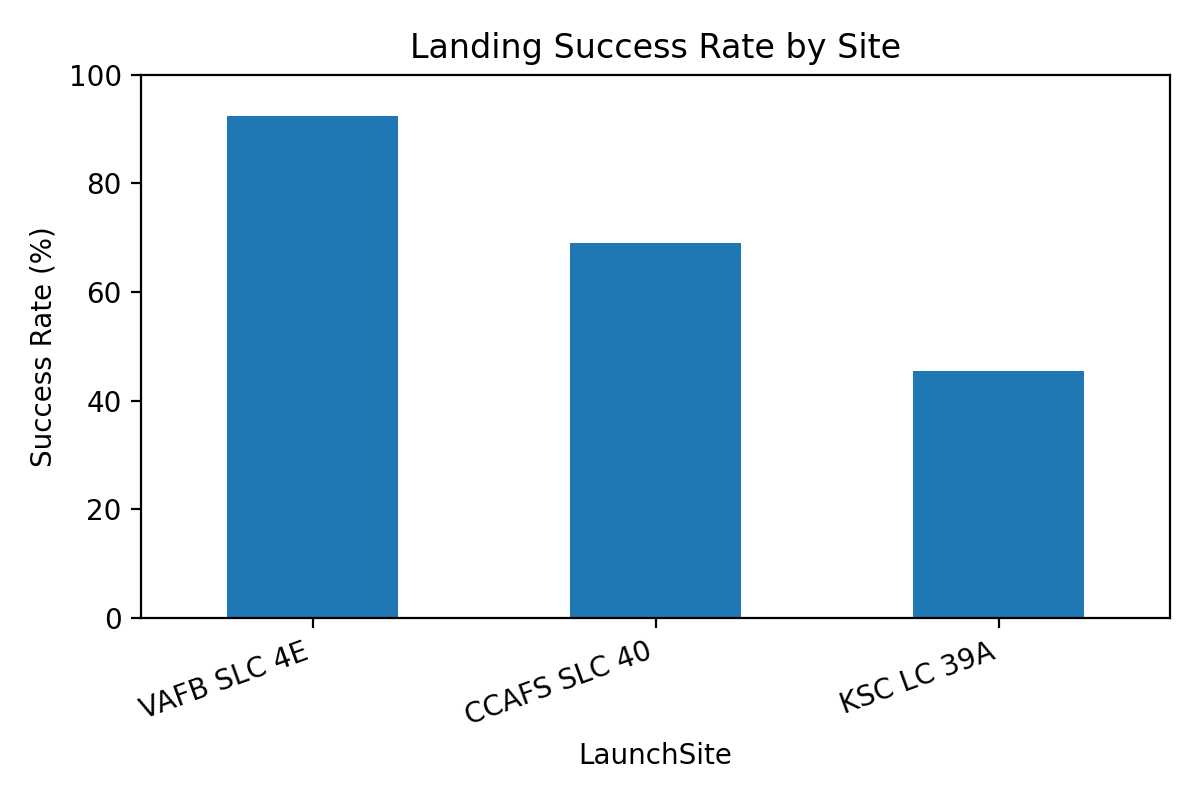 Landing Success Rate by Site
Success Rate (%)
100
80
60
40
20
0
VAFB SLC 4E
CCAFS SLC 40
KSC LC 39A
LaunchSite